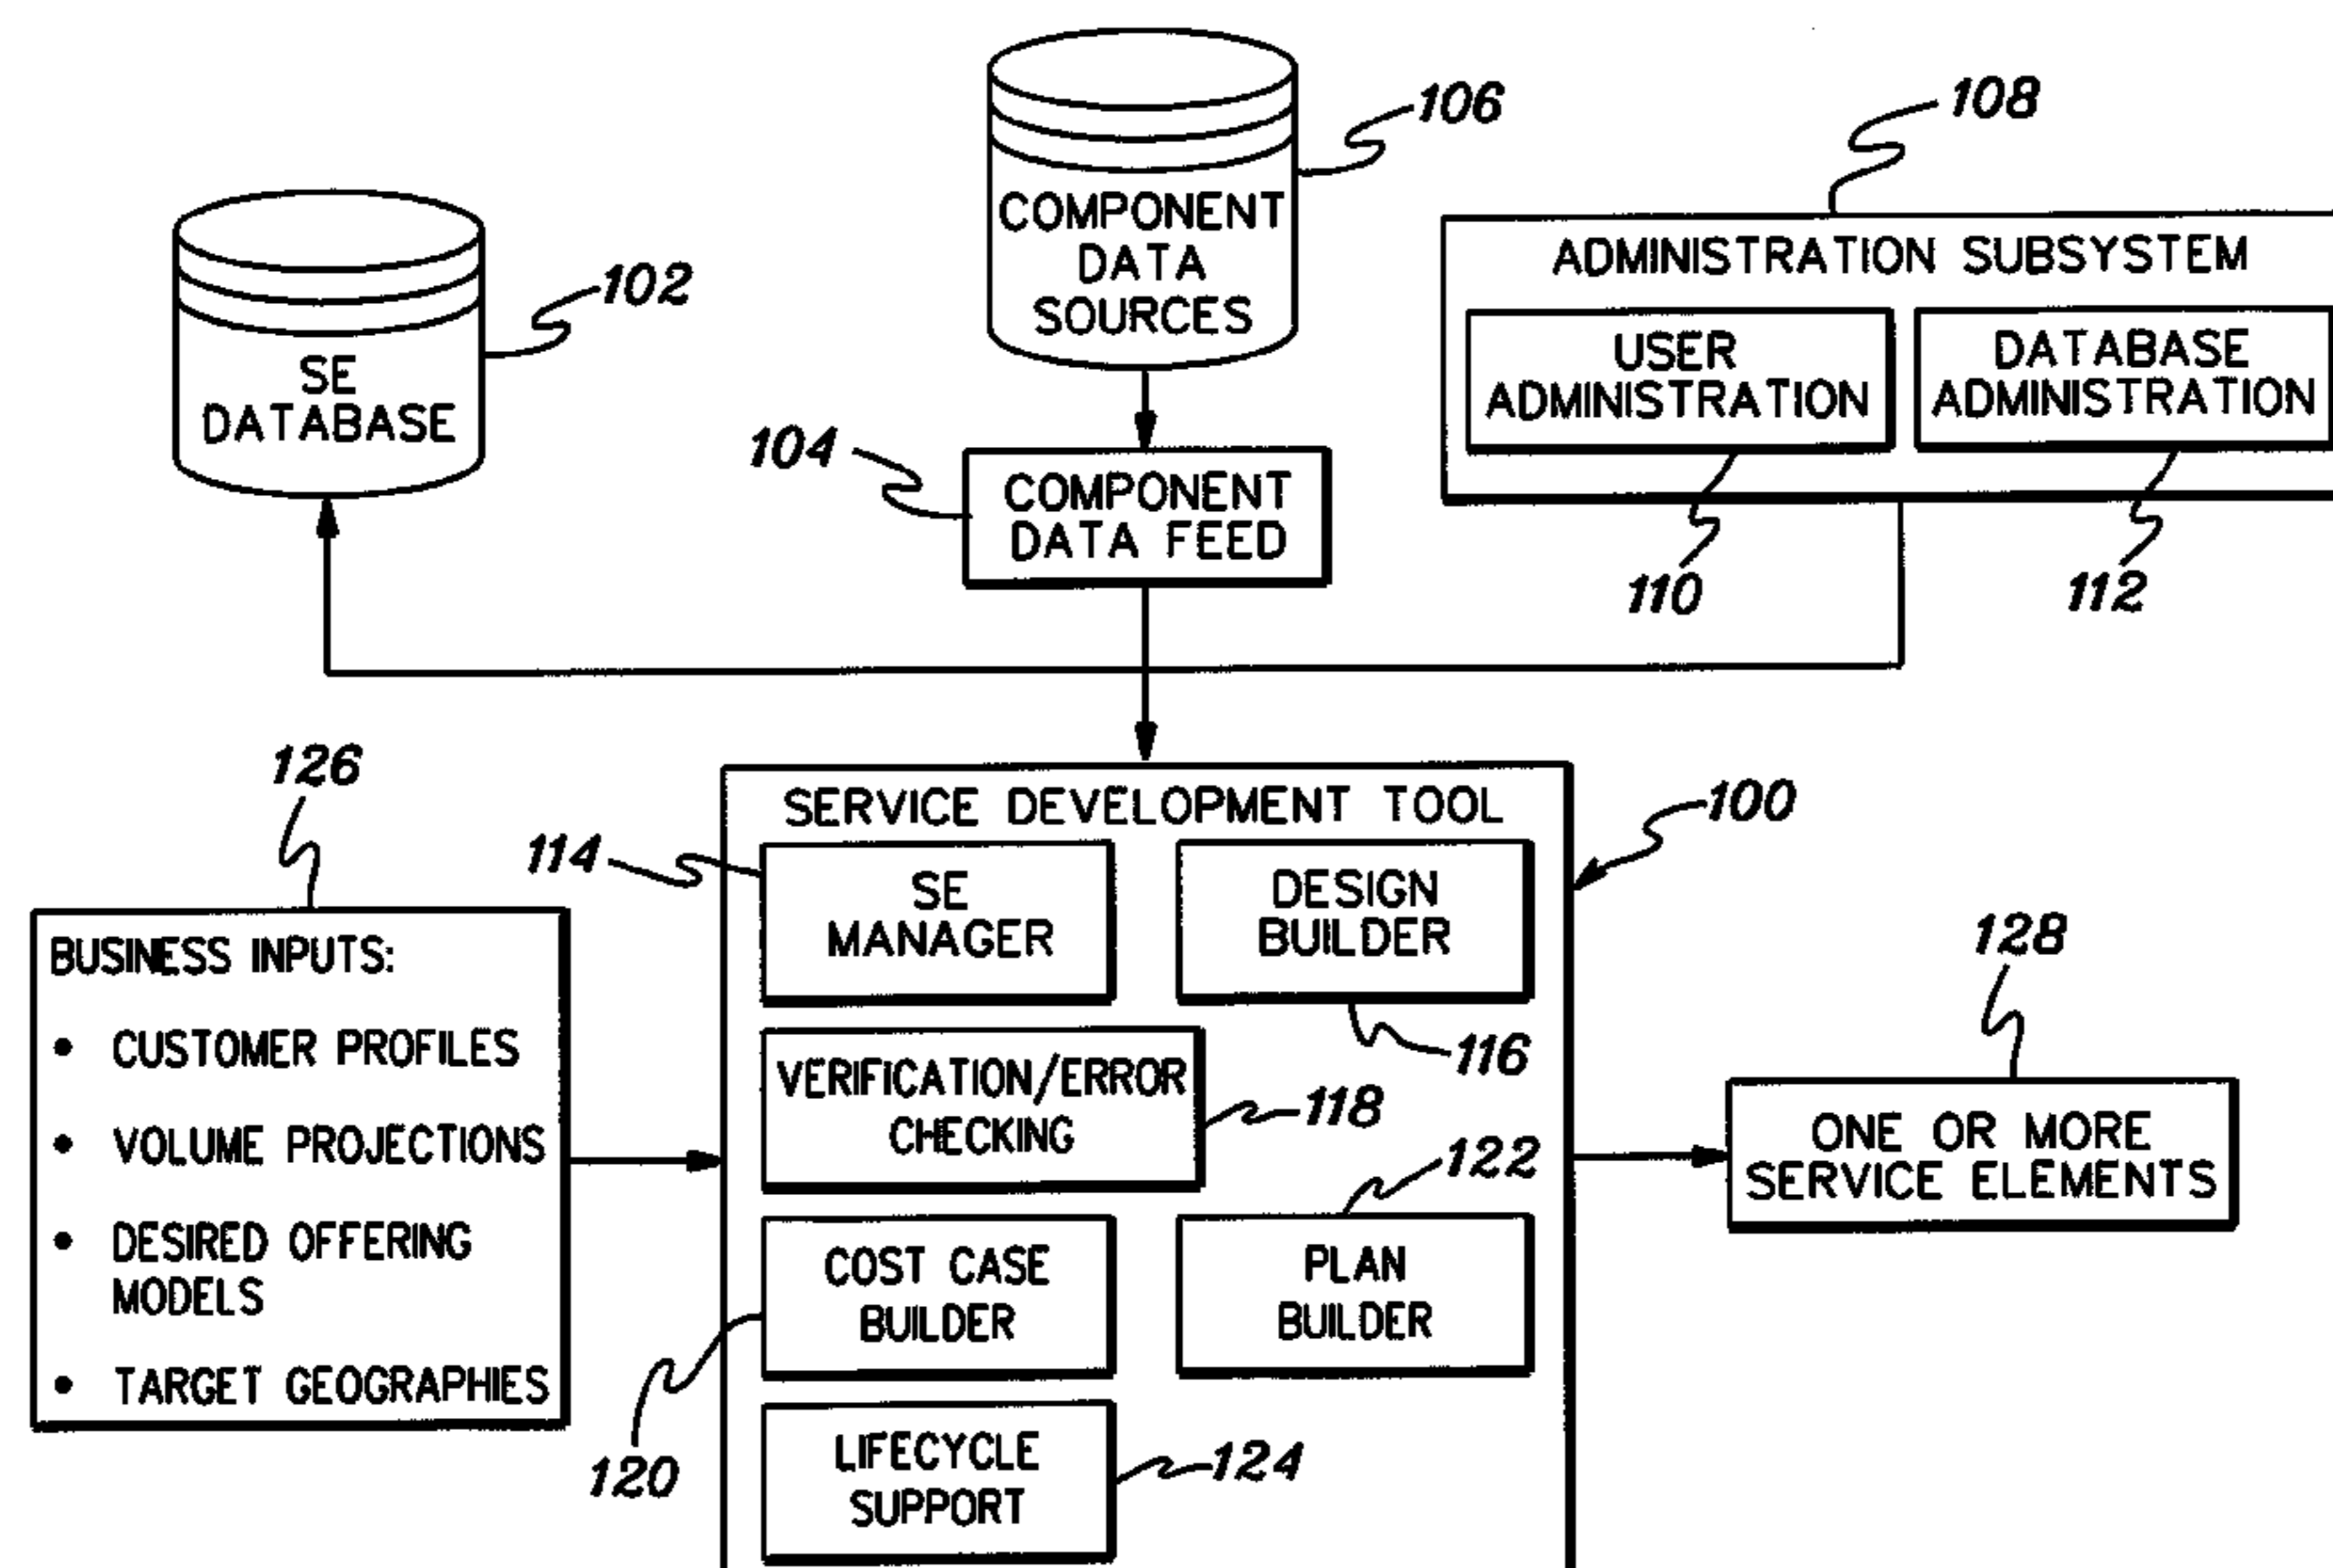 106
108
COMPONENT
DATA
SOURCES
ADMINISTRATION SUBSYSTEM
102
USER
ADMINISTRATION
DATABASE
ADMINISTRATION
SE
DATABASE
104
COMPONENT
DATA FEED
110
112
126
SERVICE DEVELOPMENT TOOL
100
114
SE
MANAGER
DESIGN
BUILDER
128
BUSINESS INPUTS:
• CUSTOMER PROFILES
• VOLUME PROJECTIONS
• DESIRED OFFERING
MODELS
• TARGET GEOGRAPHIES
116
VERIFICATION/ERROR
CHECKING
118
122
ONE OR MORE
SERVICE ELEMENTS
COST CASE
BUILDER
PLAN
BUILDER
120
LIFECYCLE
SUPPORT
124